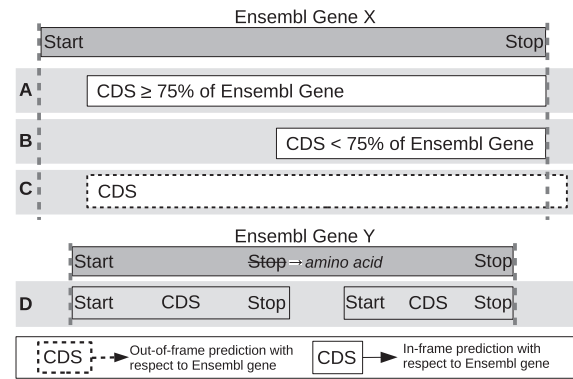 Ensembl Gene X
Start Stop
A CDS ≥ 75% of Ensembl Gene
B CDS < 75% of Ensembl Gene
C CDS
Ensembl Gene Y
Start Stop→amino acid Stop
D Start CDS Stop Start CDS Stop
CDS Out-of-frame prediction with respect to Ensembl gene
CDS In-frame prediction with respect to Ensembl gene